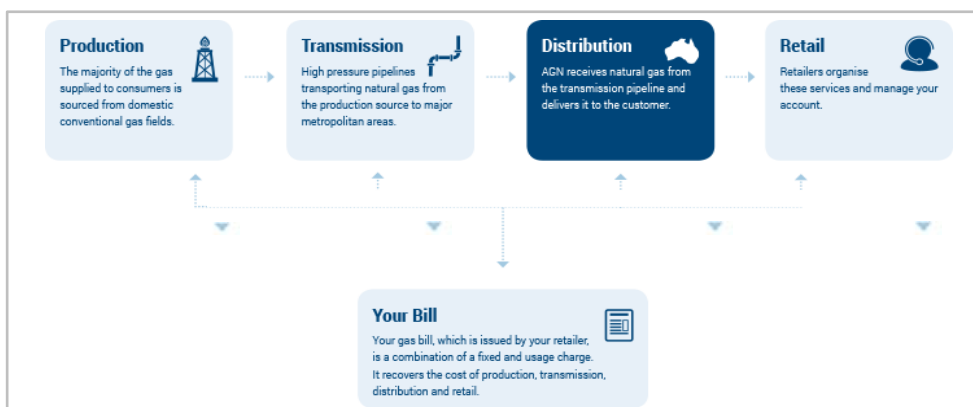 Production
The majority of the gas
supplied to consumers is
sourced from domestic
conventional gas fields.
Transmission
High pressure pipelines
transporting natural gas from
the production source to major
metropolitan areas.
Distribution
AGN receives natural gas from
the transmission pipeline and
delivers it to the customer.
Retail
Retailers organise
these services and manage your
account.
Your Bill
Your gas bill, which is issued by your retailer,
is a combination of a fixed and usage charge.
It recovers the cost of production, transmission,
distribution and retail.